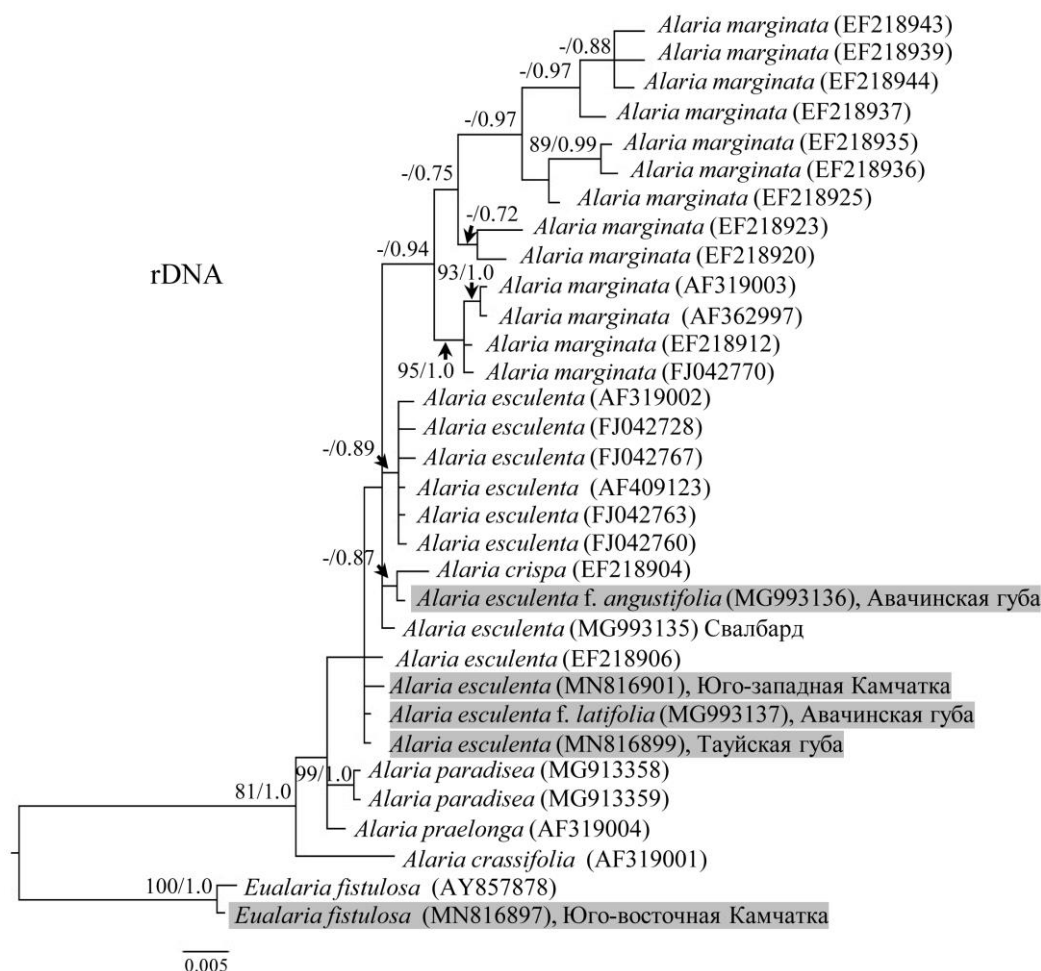 Alaria marginata (EF218943)
-/0.88
Alaria marginata (EF218939)
-/0.97
Alaria marginata (EF218944)
Alaria marginata (EF218937)
-/0.97
89/0.99
Alaria marginata (EF218935)
Alaria marginata (EF218936)
-/0.75
Alaria marginata (EF218925)
-/0.72
Alaria marginata (EF218923)
-/0.94
Alaria marginata (EF218920)
rDNA
93/1.0
Alaria marginata (AF319003)
Alaria marginata (AF362997)
Alaria marginata (EF218912)
95/1.0
Alaria marginata (FJ042770)
Alaria esculenta (AF319002)
Alaria esculenta (FJ042728)
-/0.89
Alaria esculenta (FJ042767)
Alaria esculenta (AF409123)
Alaria esculenta (FJ042763)
Alaria esculenta (FJ042760)
-/0.87
Alaria crispa (EF218904)
Alaria esculenta f. angustifolia (MG993136), Авачинская губа
Alaria esculenta (MG993135) Свалбард
Alaria esculenta (EF218906)
Alaria esculenta (MN816901), Юго-западная Камчатка
Alaria esculenta f. latifolia (MG993137), Авачинская губа
Alaria esculenta (MN816899), Тауйская губа
99/1.0
Alaria paradisea (MG913358)
81/1.0
Alaria paradisea (MG913359)
Alaria praelonga (AF319004)
Alaria crassifolia (AF319001)
100/1.0
Eualaria fistulosa (AY857878)
Eualaria fistulosa (MN816897), Юго-восточная Камчатка
0.005